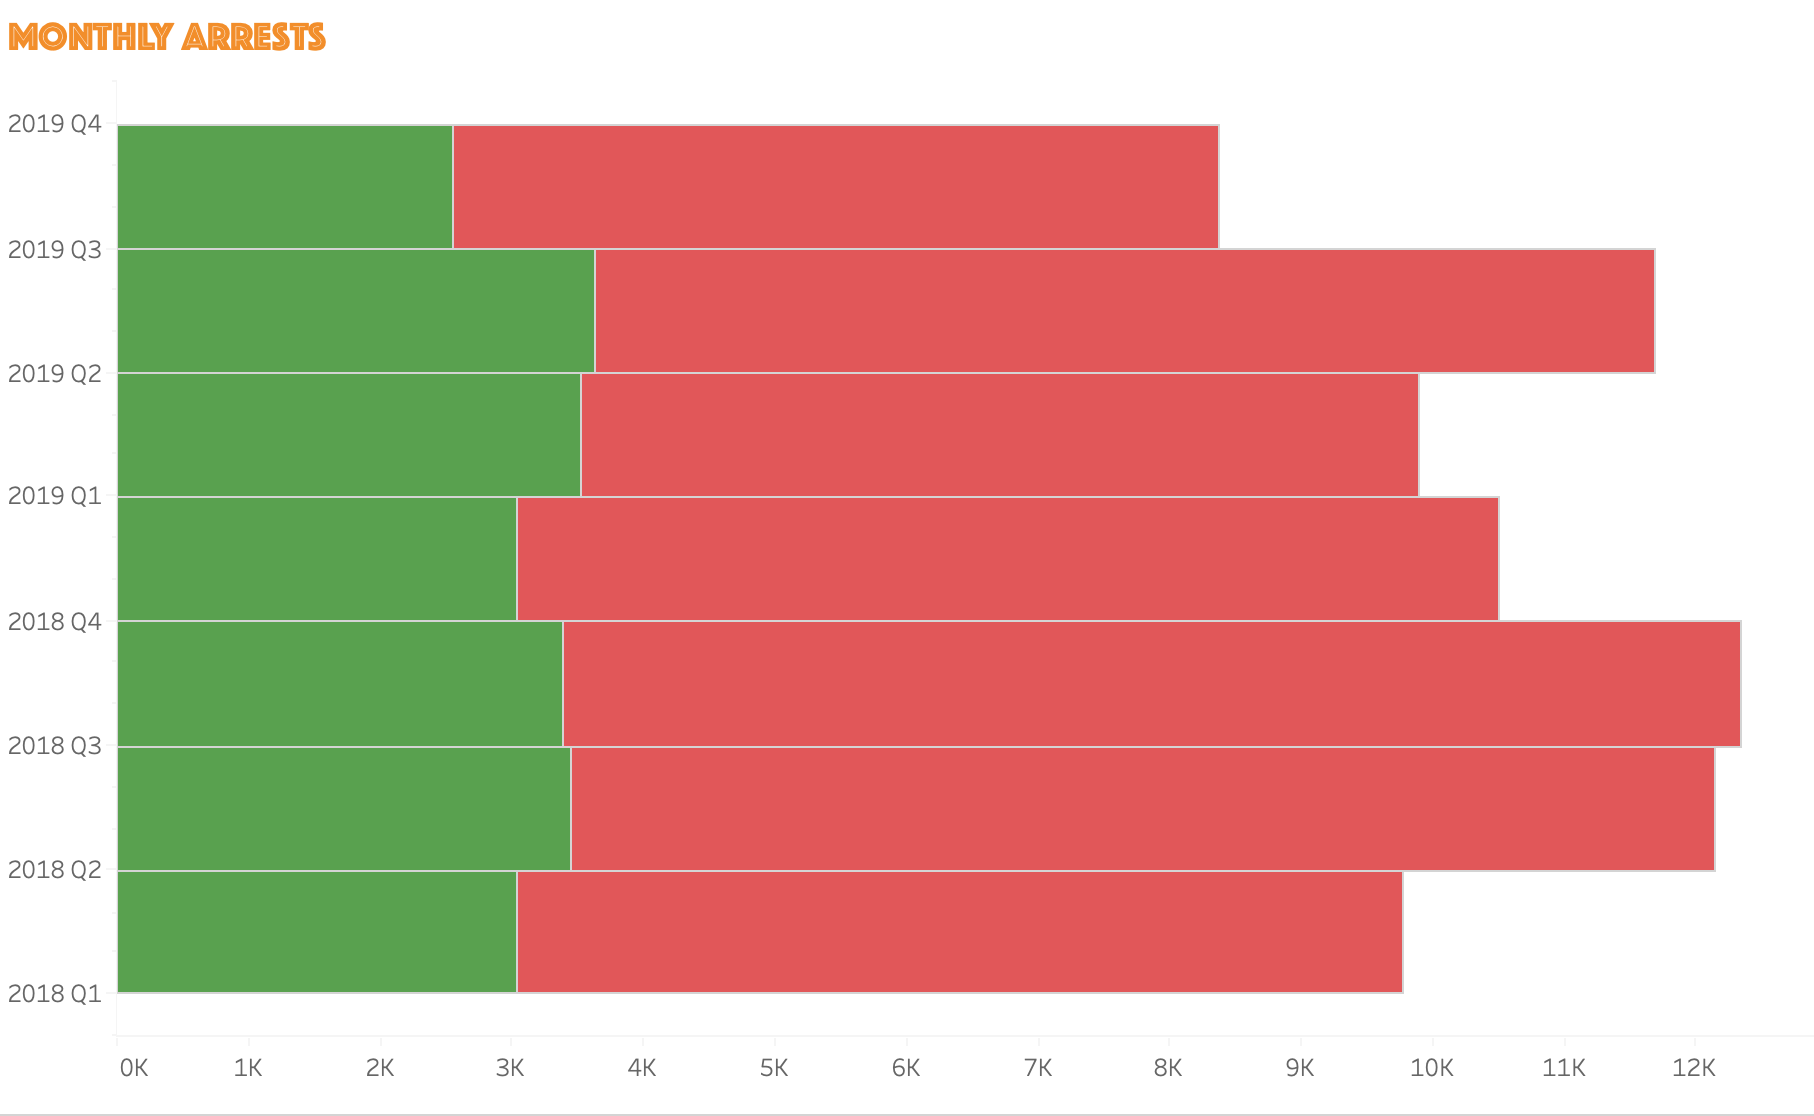 MONTHLY ARRESTS
2019 Q4
2019 Q3
2019 Q2
2019 Q1
2018 Q4
2018 Q3
2018 Q2
2018 Q1
0K 1K 2K 3K 4K 5K 6K 7K 8K 9K 10K 11K 12K